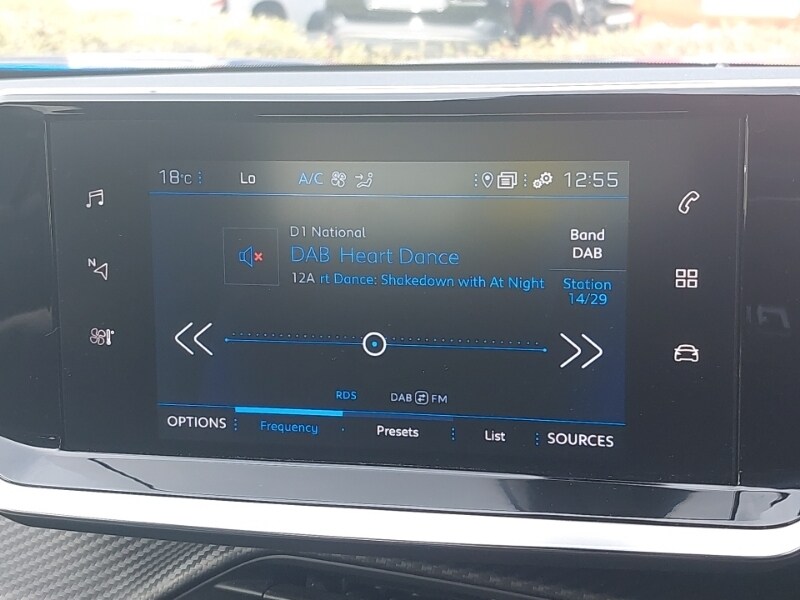 18°C Lo A/C 12:55
D1 National
DAB Heart Dance
12A rt Dance: Shakedown with At Night
Band
DAB
Station
14/29
N
RDS DAB FM
OPTIONS Frequency Presets List SOURCES